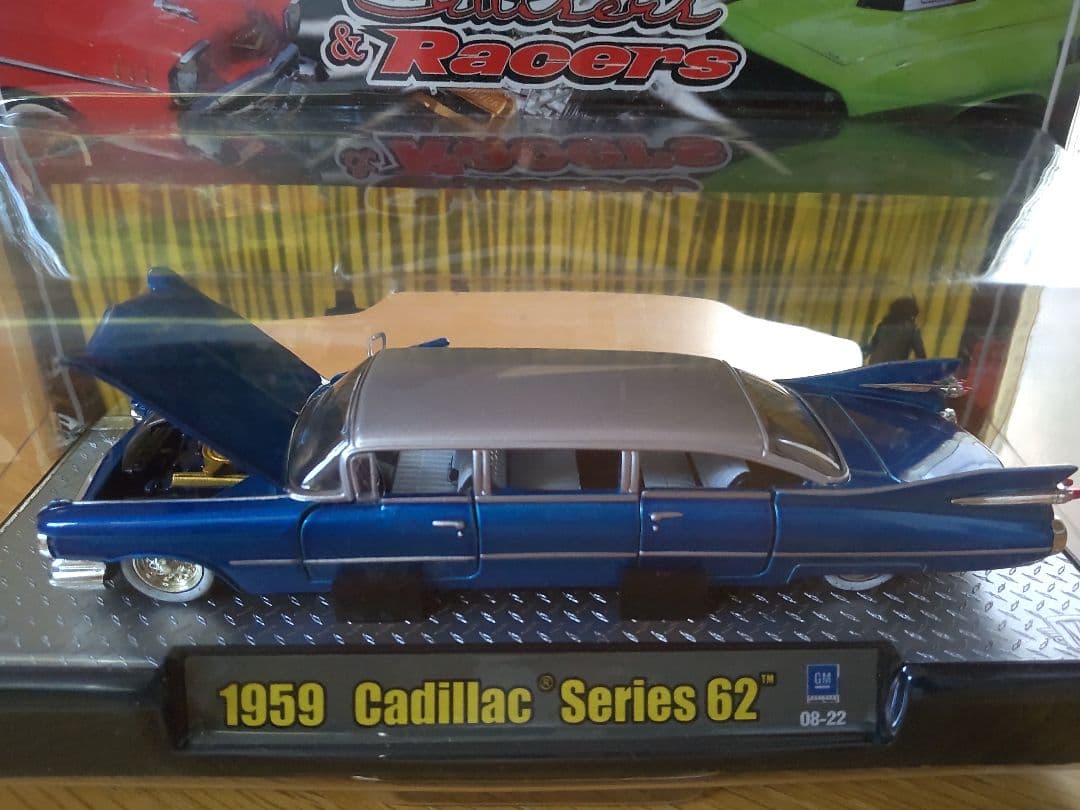 & Racers
1959 Cadillac® Series 62™
GM
08-22